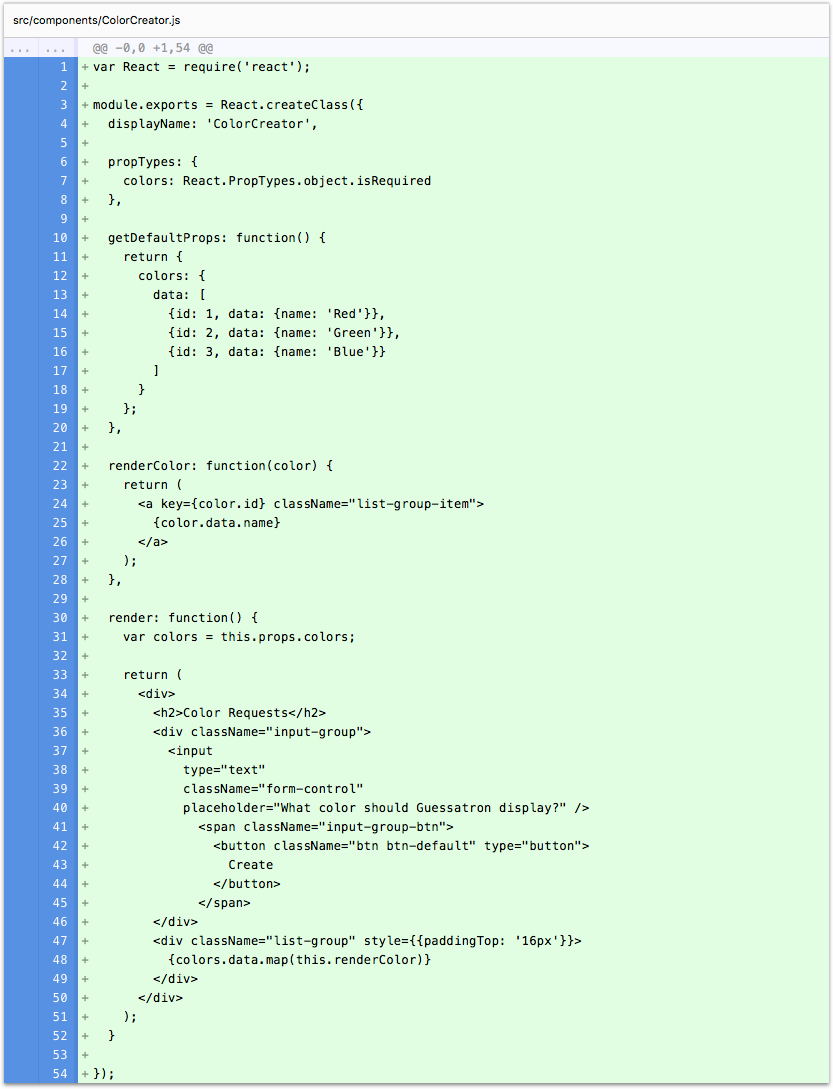 src/components/ColorCreator.js
... ... @@ -0,0 +1,54 @@
1 +var React = require('react');
2 +
3 +module.exports = React.createClass({
4 +  displayName: 'ColorCreator',
5 +
6 +  propTypes: {
7 +    colors: React.PropTypes.object.isRequired
8 +  },
9 +
10 +  getDefaultProps: function() {
11 +    return {
12 +      colors: {
13 +        data: [
14 +          {id: 1, data: {name: 'Red'}},
15 +          {id: 2, data: {name: 'Green'}},
16 +          {id: 3, data: {name: 'Blue'}}
17 +        ]
18 +      }
19 +    };
20 +  },
21 +
22 +  renderColor: function(color) {
23 +    return (
24 +      <a key={color.id} className="list-group-item">
25 +        {color.data.name}
26 +      </a>
27 +    );
28 +  },
29 +
30 +  render: function() {
31 +    var colors = this.props.colors;
32 +
33 +    return (
34 +      <div>
35 +        <h2>Color Requests</h2>
36 +        <div className="input-group">
37 +          <input
38 +            type="text"
39 +            className="form-control"
40 +            placeholder="What color should Guessatron display?" />
41 +              <span className="input-group-btn">
42 +                <button className="btn btn-default" type="button">
43 +                  Create
44 +                </button>
45 +              </span>
46 +        </div>
47 +        <div className="list-group" style={{paddingTop: '16px'}}>
48 +          {colors.data.map(this.renderColor)}
49 +        </div>
50 +      </div>
51 +    );
52 +  }
53 +
54 +});